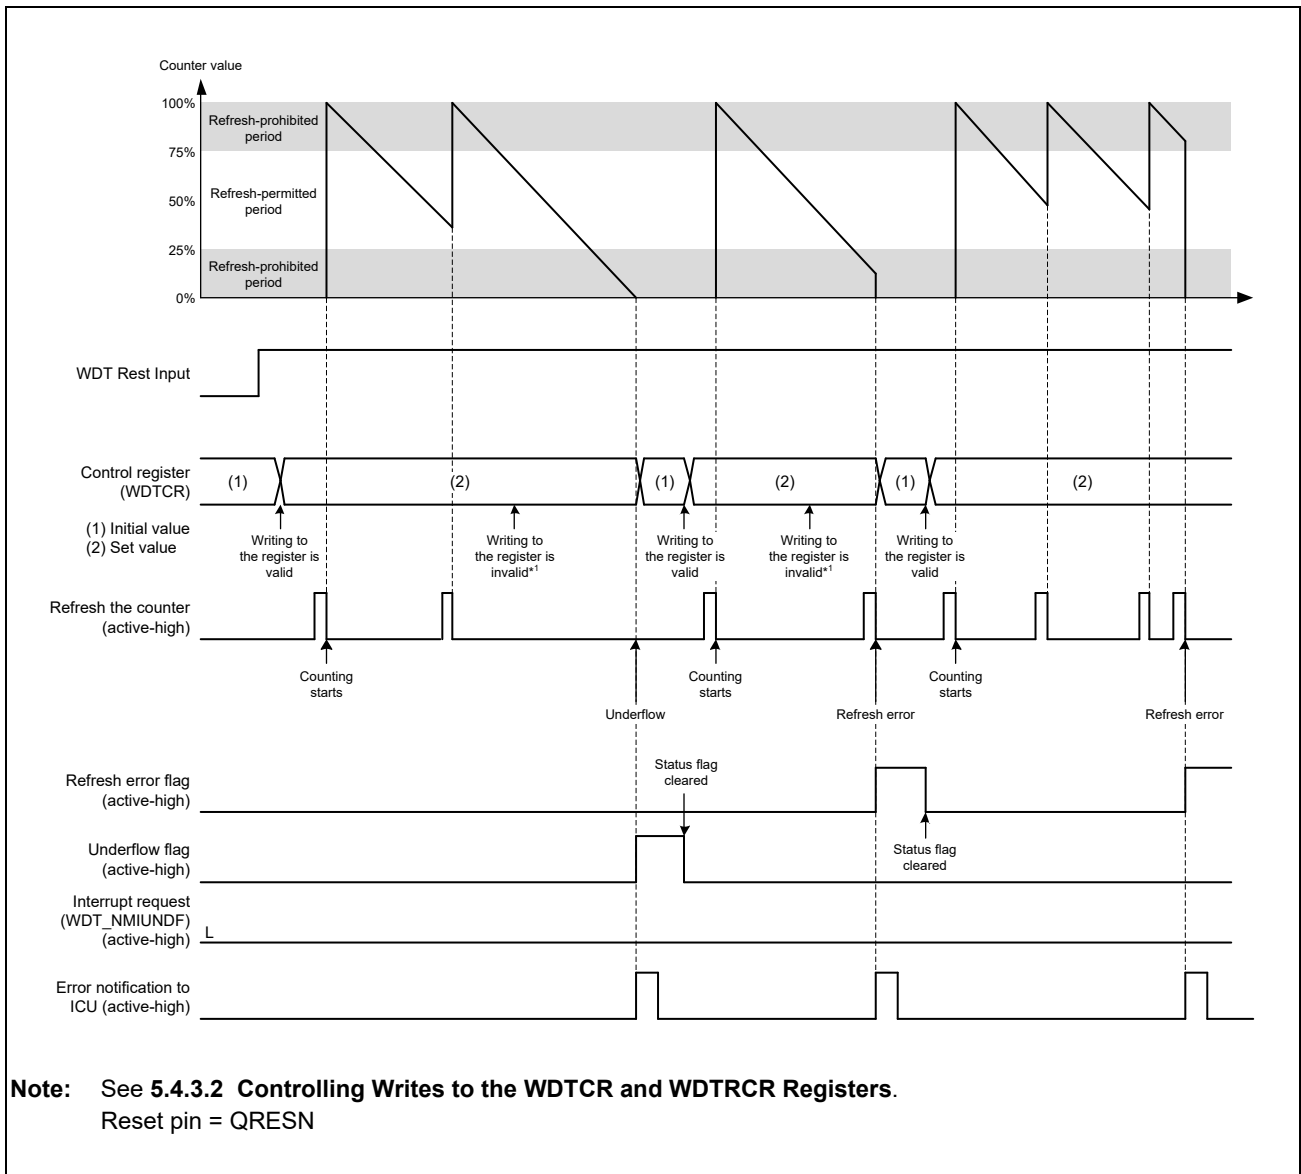 Counter value
100%
Refresh-prohibited
period
75%
Refresh-permitted
period
50%
25%
Refresh-prohibited
period
0%
WDT Rest Input
Control register
(WDTCR)
(1)
(2)
(1)
(2)
(1)
(2)
(1) Initial value
(2) Set value
Writing to
the register is
valid
Writing to
the register is
invalid*1
Writing to
the register is
valid
Writing to
the register is
invalid*1
Writing to
the register is
valid
Refresh the counter
(active-high)
Counting
starts
Counting
starts
Counting
starts
Underflow
Refresh error
Refresh error
Status flag
cleared
Refresh error flag
(active-high)
Underflow flag
(active-high)
Status flag
cleared
Interrupt request
(WDT_NMIUNDF)
(active-high)
L
Error notification to
ICU (active-high)
Note: See 5.4.3.2 Controlling Writes to the WDTCR and WDTRCR Registers.
Reset pin = QRESN